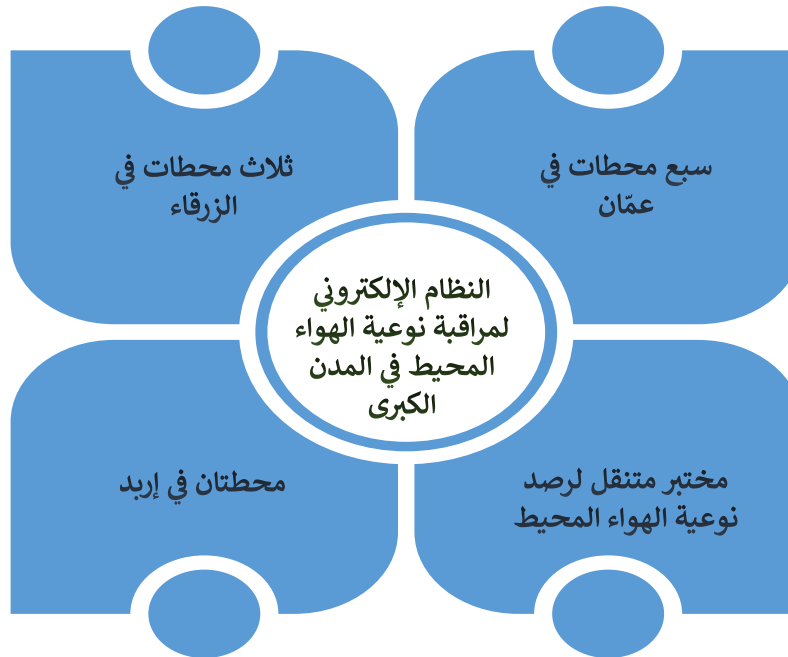 سبع محطات في
عمّان
ثلاث محطات في
الزرقاء
النظام الإلكتروني
لمراقبة نوعية الهواء
المحيط في المدن
الكبرى
مختبر متنقل لرصد
نوعية الهواء المحيط
محطتان في إربد